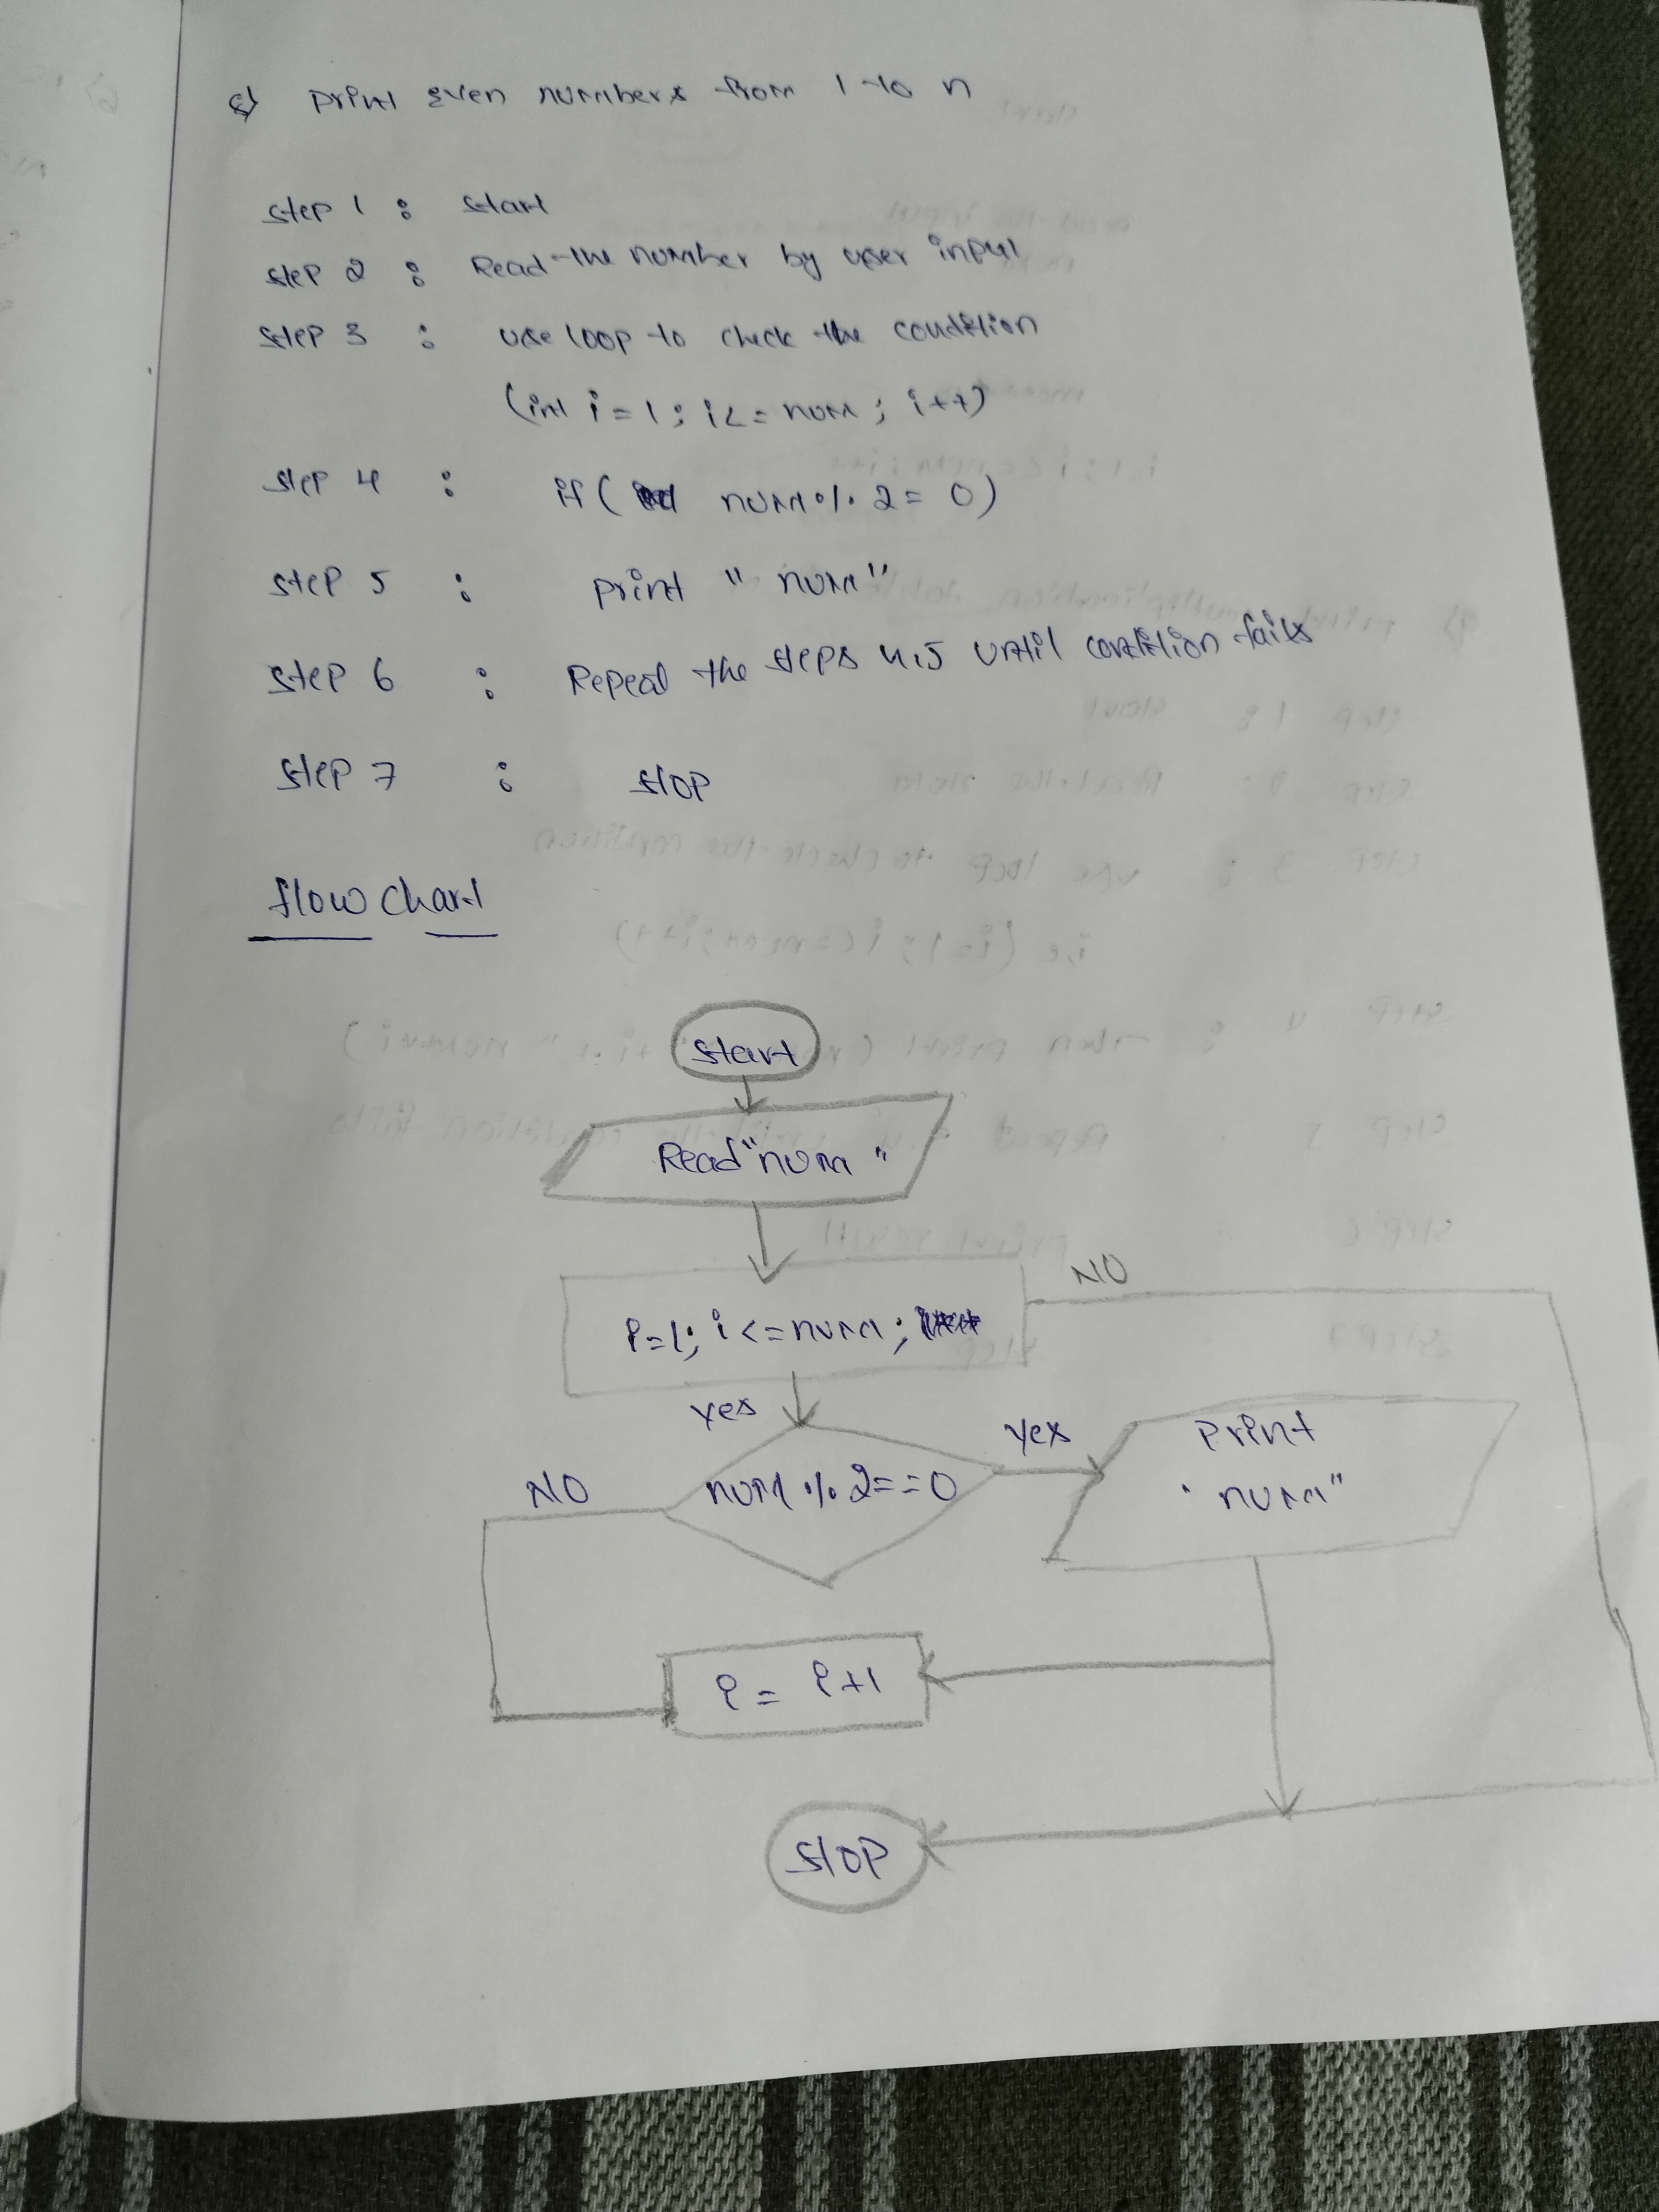 8) print even numbers from 1 to n
step 1 : start
step 2 : Read the number by user input
step 3 : use loop to check the condition
(int i=1; i<=num; i++)
step 4 : if( num % 2 = 0)
step 5 : print "num"
step 6 : Repeat the steps 4,5 until condition fails
step 7 : stop
flow chart
start
Read "num"
NO
i=1; i<=num;
yes
yes
print
NO
num % 2==0
"num"
i = i+1
stop